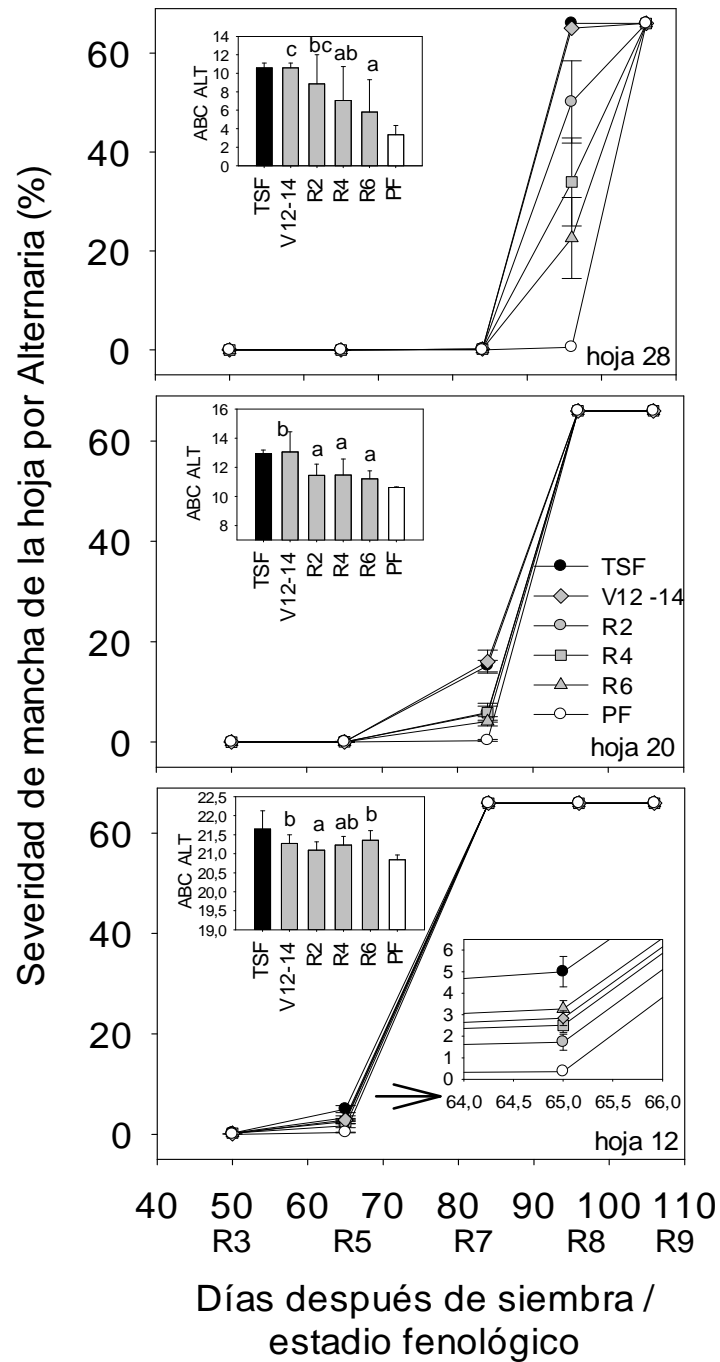 Severidad de mancha de la hoja por Alternaria (%)
60
40
20
0
ABC ALT
14
12
10
8
6
4
2
0
c
bc
ab
a
TSF
V12-14
R2
R4
R6
PF
hoja 28
60
40
20
0
ABC ALT
16
14
12
10
8
b
a
a
a
TSF
V12-14
R2
R4
R6
PF
TSF
V12 -14
R2
R4
R6
PF
hoja 20
60
40
20
0
ABC ALT
22,5
22,0
21,5
21,0
20,5
20,0
19,5
19,0
b
a
ab
b
TSF
V12-14
R2
R4
R6
PF
6
5
4
3
2
1
0
64,0 64,5 65,0 65,5 66,0
hoja 12
40 50 60 70 80 90 100 110
R3 R5 R7 R8 R9
Días después de siembra /
estadio fenológico